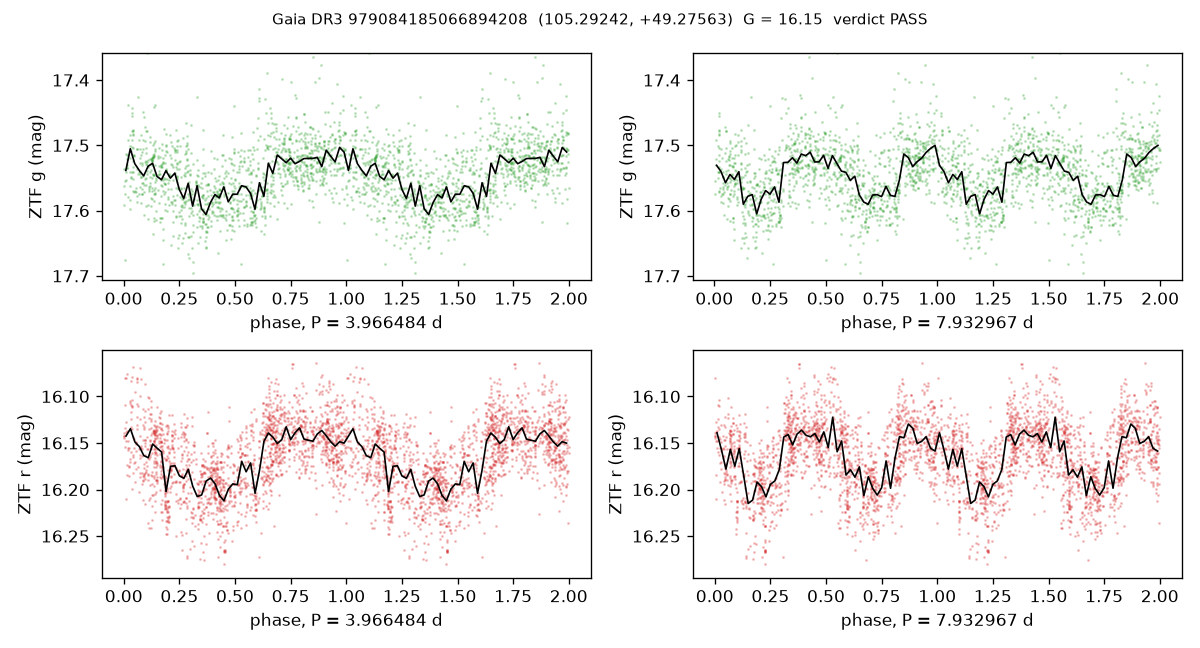 Gaia DR3 979084185066894208  (105.29242, +49.27563)  G = 16.15  verdict PASS
ZTF g (mag)
17.4
17.5
17.6
17.7
0.00 0.25 0.50 0.75 1.00 1.25 1.50 1.75 2.00
phase, P = 3.966484 d
ZTF g (mag)
17.4
17.5
17.6
17.7
0.00 0.25 0.50 0.75 1.00 1.25 1.50 1.75 2.00
phase, P = 7.932967 d
ZTF r (mag)
16.10
16.15
16.20
16.25
0.00 0.25 0.50 0.75 1.00 1.25 1.50 1.75 2.00
phase, P = 3.966484 d
ZTF r (mag)
16.10
16.15
16.20
16.25
0.00 0.25 0.50 0.75 1.00 1.25 1.50 1.75 2.00
phase, P = 7.932967 d